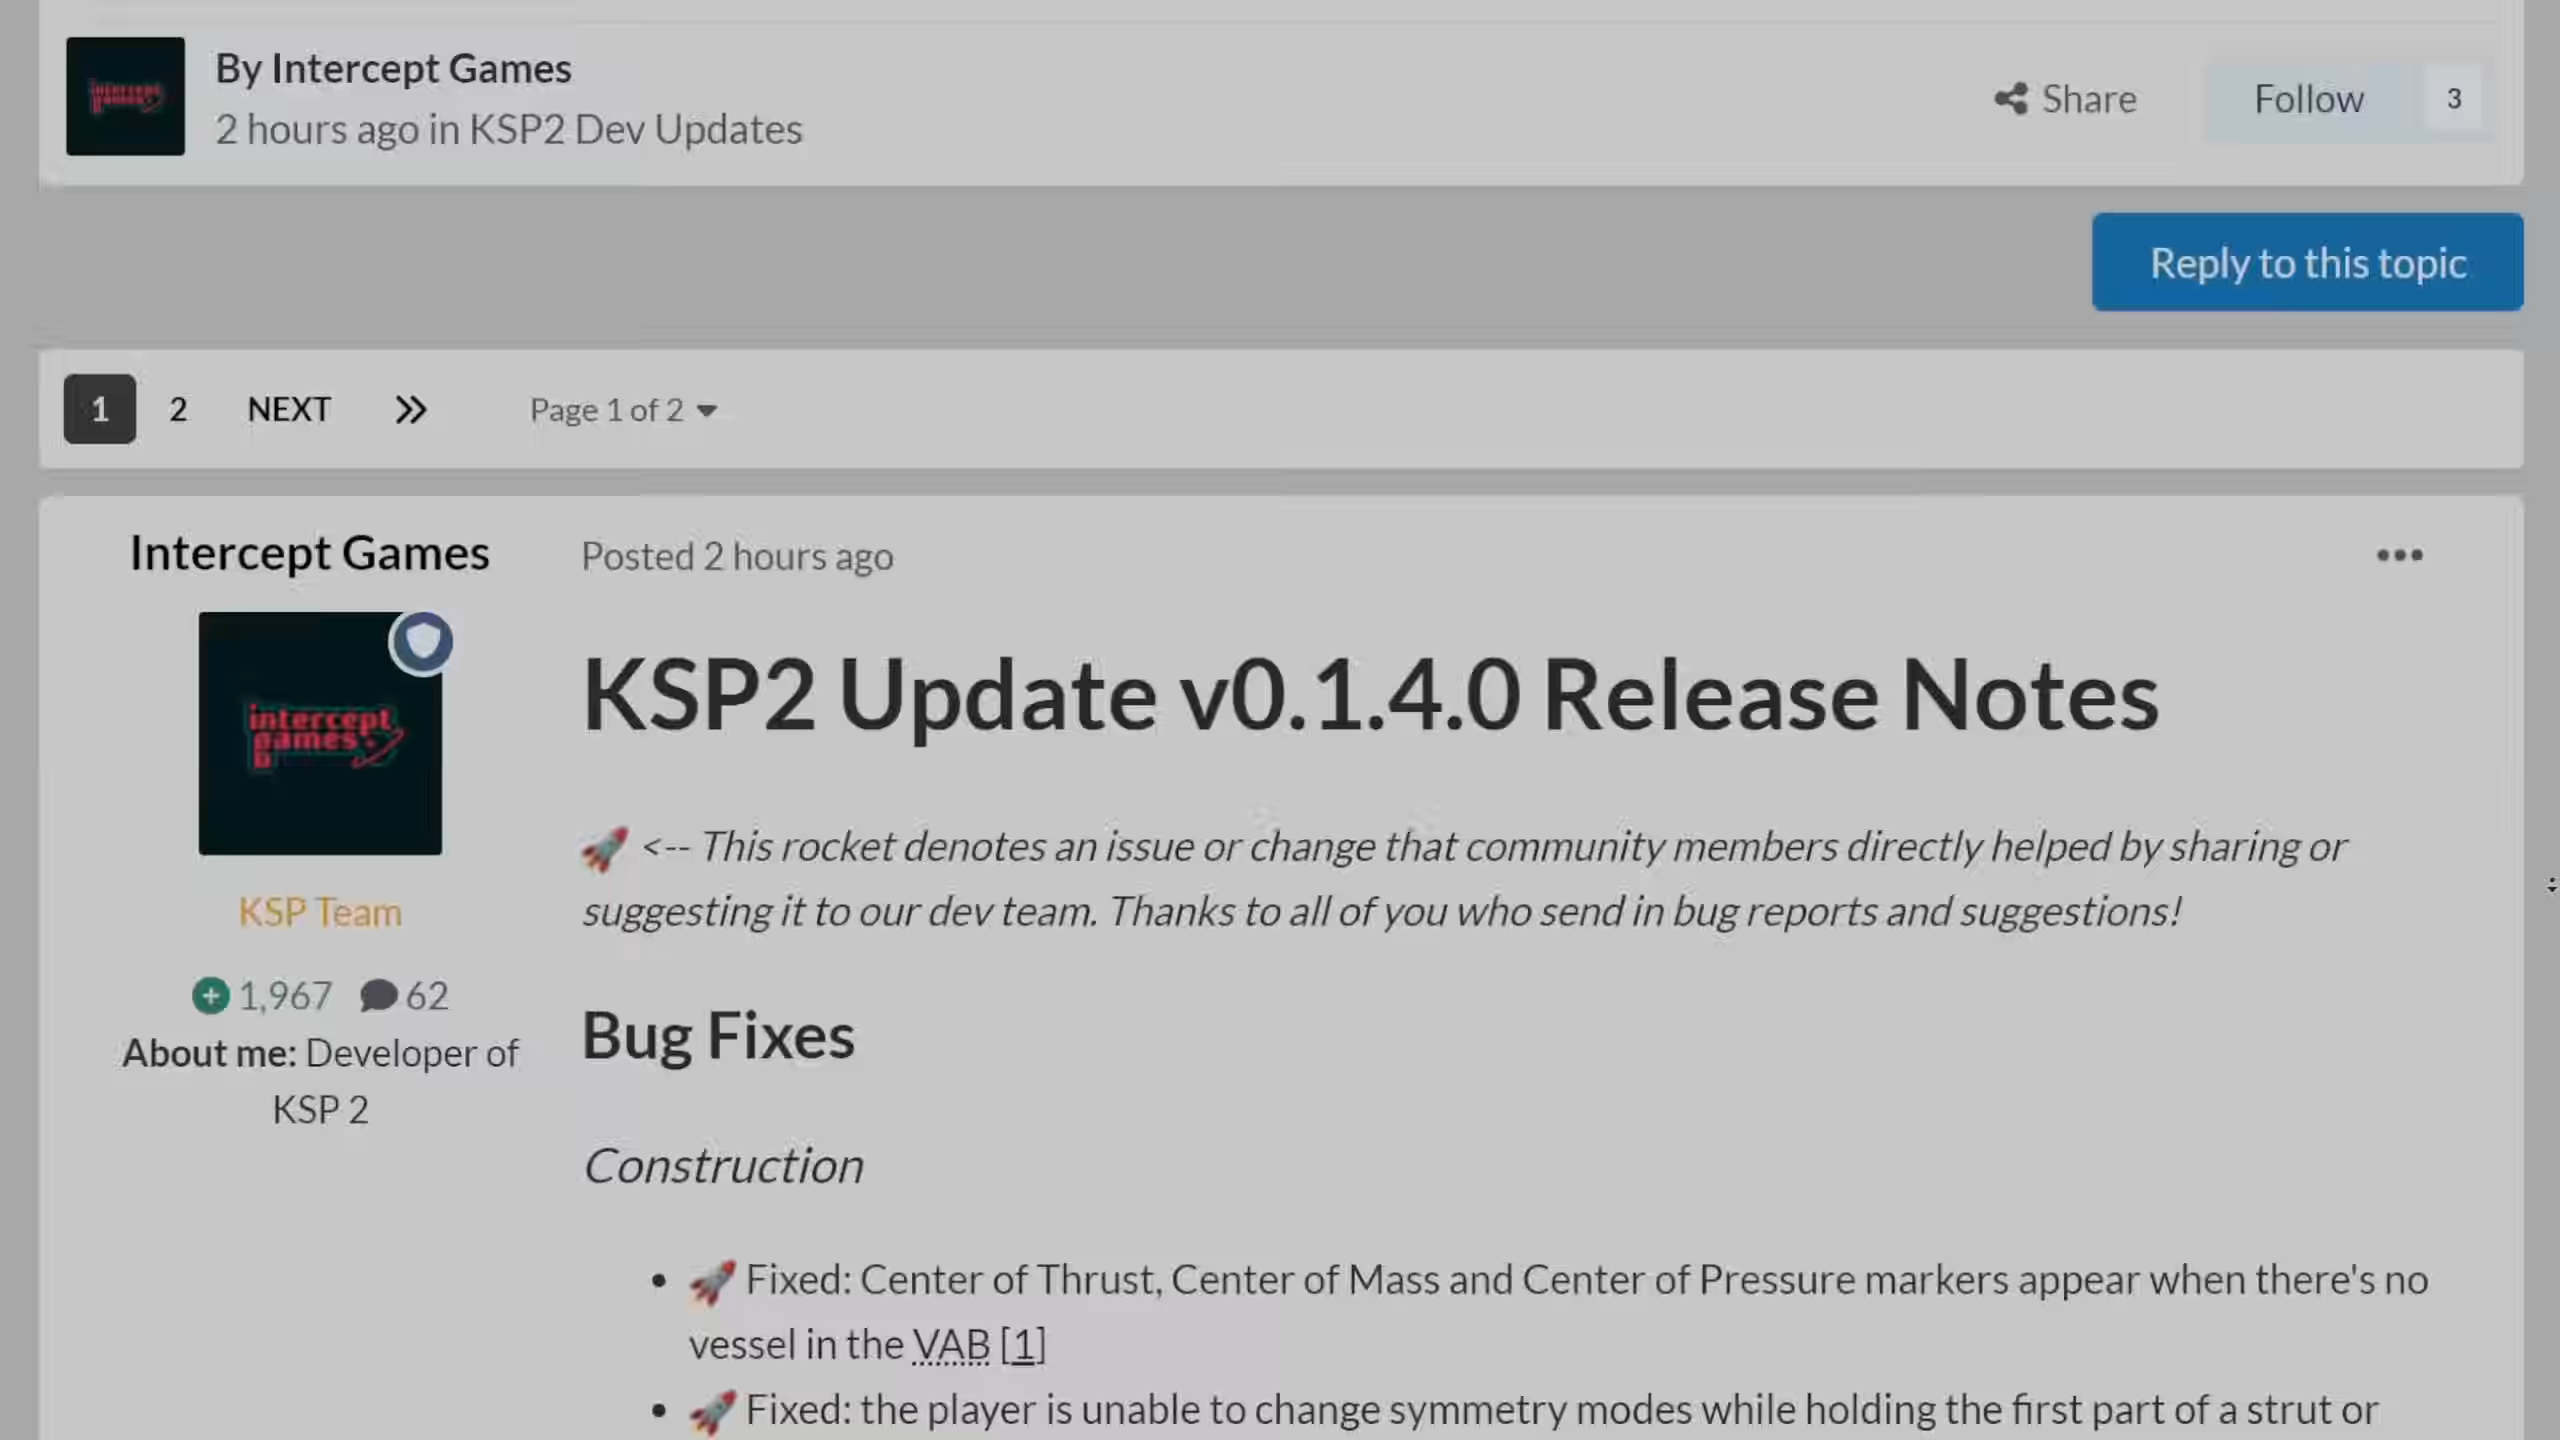 By Intercept Games
2 hours ago in KSP2 Dev Updates
Share
Follow 3
Reply to this topic
1 2 NEXT Page 1 of 2
Intercept Games
Posted 2 hours ago
intercept
games
KSP2 Update v0.1.4.0 Release Notes
🚀 <-- This rocket denotes an issue or change that community members directly helped by sharing or
suggesting it to our dev team. Thanks to all of you who send in bug reports and suggestions!
KSP Team
1,967 62
About me: Developer of
KSP 2
Bug Fixes
Construction
• 🚀 Fixed: Center of Thrust, Center of Mass and Center of Pressure markers appear when there's no
vessel in the VAB [1]
• 🚀 Fixed: the player is unable to change symmetry modes while holding the first part of a strut or